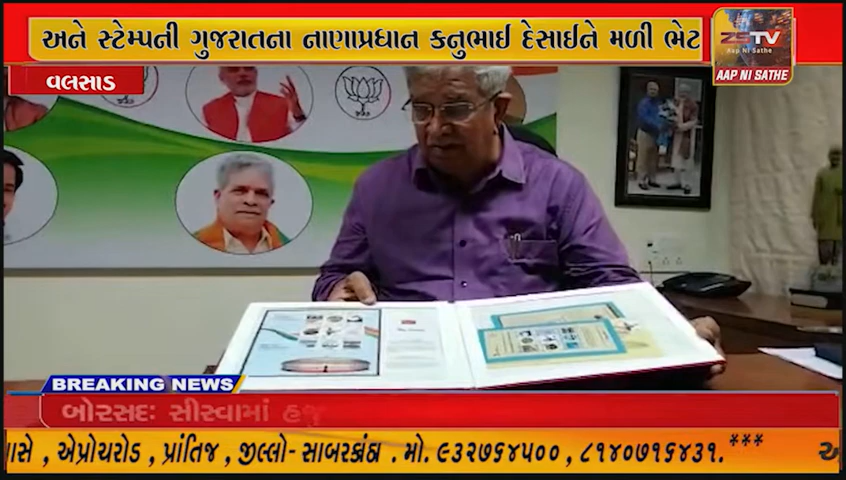 અને સ્ટેમ્પની ગુજરાતના નાણાપ્રધાન કનુભાઈ દેસાઈને મળી ભેટ
ZSTV
Aap Ni Sathe
AAP NI SATHE
વલસાડ
BREAKING NEWS
બોરસદઃ સીસ્વામાં
એપ્રોચરોડ , પ્રાંતિજ , જીલ્લો- સાબરકાંઠા . મો. ૯૩૨૭૬૪૫૦૦ , ૮૧૪૦૭૧૬૪૩૧.***